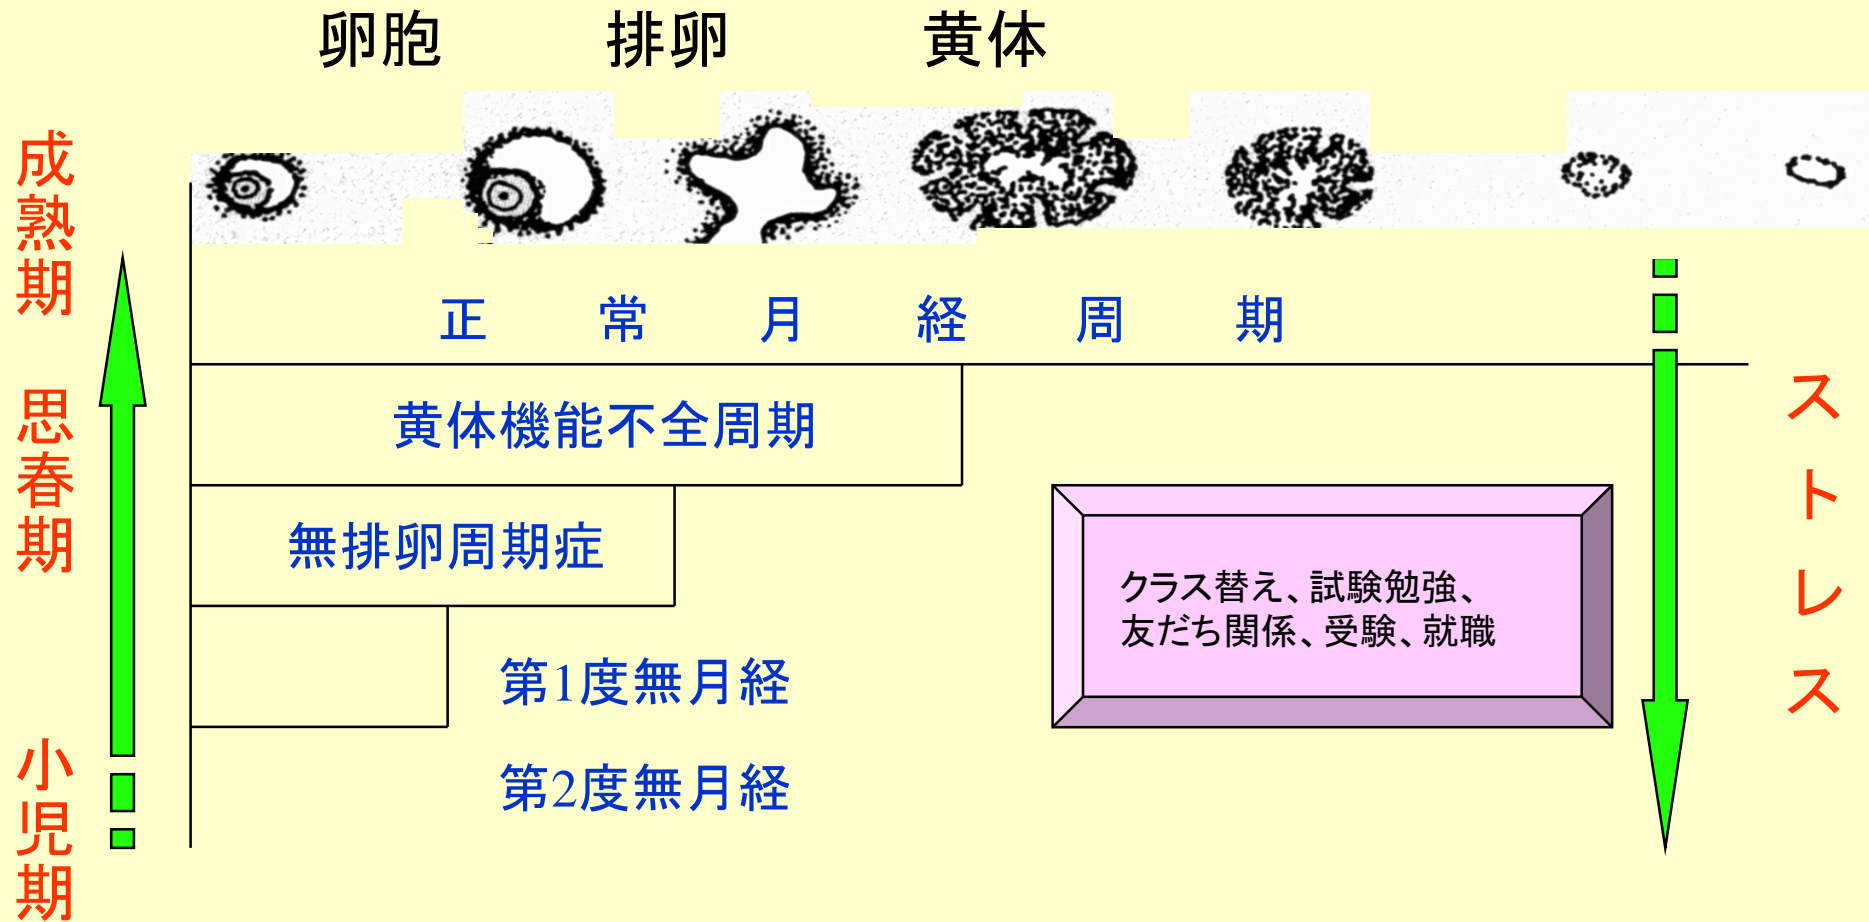 卵胞 排卵 黄体
成熟期
思春期
小児期
正常月経周期
黄体機能不全周期
無排卵周期症
第1度無月経
第2度無月経
クラス替え、試験勉強、
友だち関係、受験、就職
ストレス